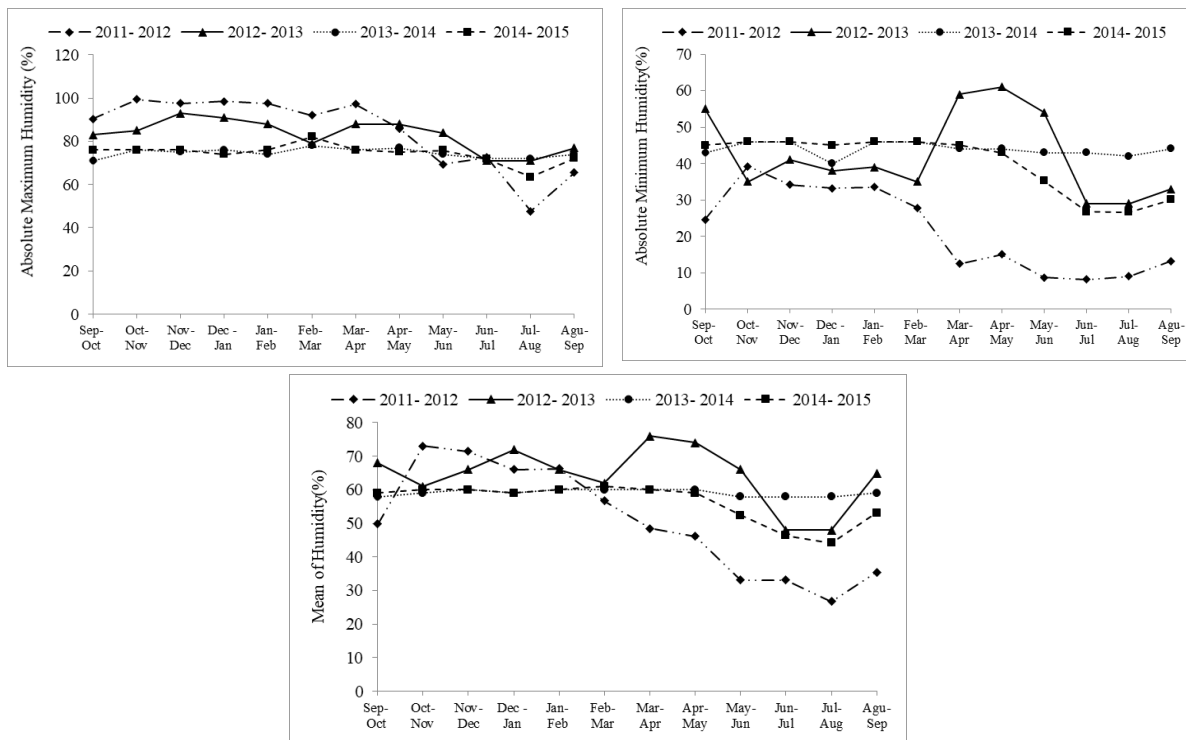 2011- 2012 2012- 2013 2013- 2014 2014- 2015
Absolute Maximum Humidity (%)
120
100
80
60
40
20
0
Sep- Oct- Nov- Dec - Jan- Feb- Mar- Apr- May- Jun- Jul- Agu-
Oct Nov Dec Jan Feb Mar Apr May Jun Jul Aug Sep
2011- 2012 2012- 2013 2013- 2014 2014- 2015
Absolute Minimum Humidity(%)
70
60
50
40
30
20
10
0
Sep- Oct- Nov- Dec - Jan- Feb- Mar- Apr- May- Jun- Jul- Agu-
Oct Nov Dec Jan Feb Mar Apr May Jun Jul Aug Sep
2011- 2012 2012- 2013 2013- 2014 2014- 2015
Mean of Humidity(%)
80
70
60
50
40
30
20
10
0
Sep- Oct- Nov- Dec- Jan- Feb- Mar- Apr- May- Jun- Jul- Agu-
Oct Nov Dec Jan Feb Mar Apr May Jun Jul Aug Sep